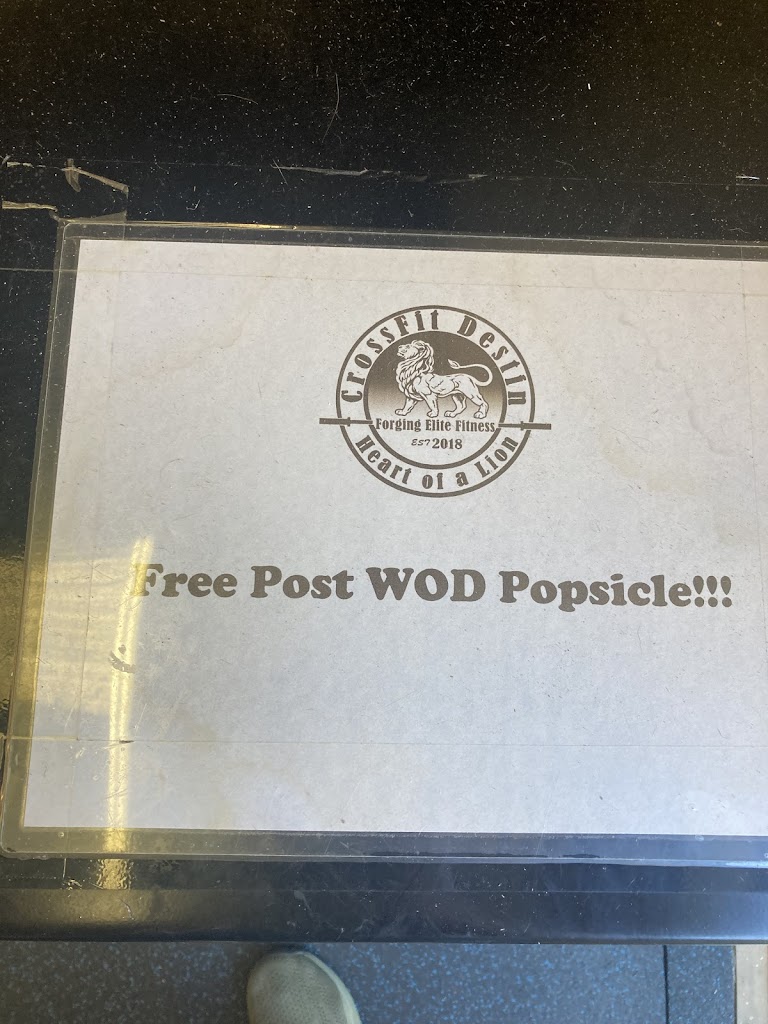 CrossFit Destin
Forging Elite Fitness
EST 2018
Heart of a Lion
Free Post WOD Popsicle!!!